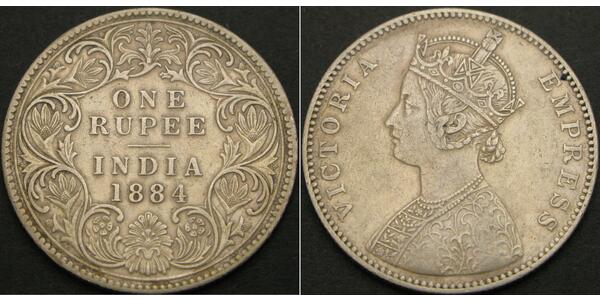 ONE
RUPEE
INDIA
1884
VICTORIA EMPRESS